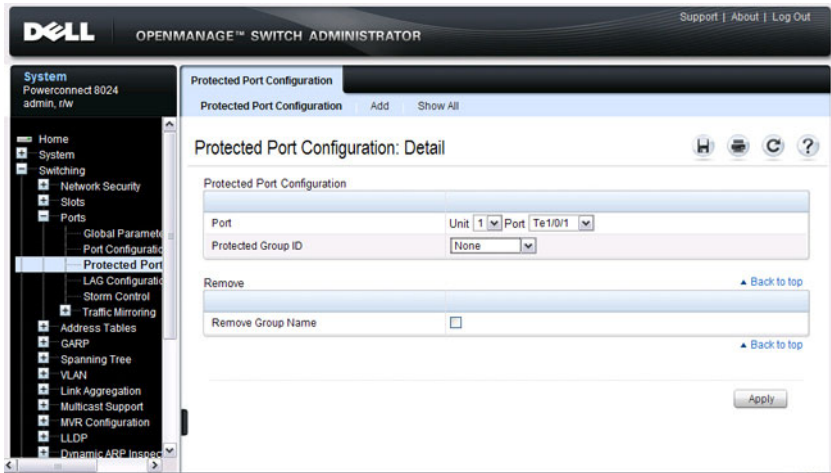 Support | About | Log Out
DELL
OPENMANAGE™ SWITCH ADMINISTRATOR
System
Powerconnect 8024
admin, r/w
Home
System
Switching
Network Security
Slots
Ports
Global Paramete
Port Configuratio
Protected Port
LAG Configuratio
Storm Control
Traffic Mirroring
Address Tables
GARP
Spanning Tree
VLAN
Link Aggregation
Multicast Support
MVR Configuration
LLDP
Dynamic ARP Inspec
Protected Port Configuration
Protected Port Configuration Add Show All
Protected Port Configuration: Detail
Protected Port Configuration
Port Unit 1 Port Te1/0/1
Protected Group ID None
Remove ▲ Back to top
Remove Group Name
▲ Back to top
Apply